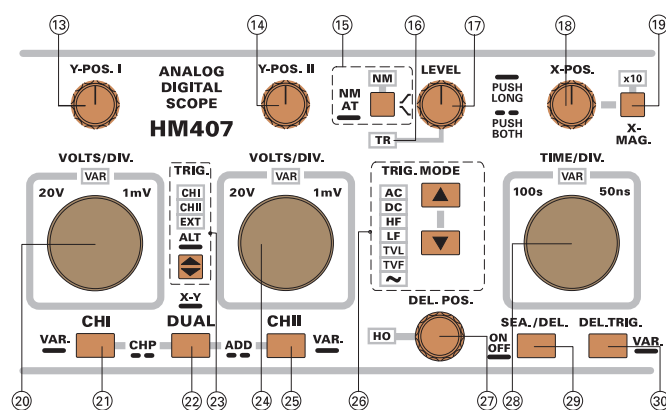 13 14 15 16 17 18 19
Y-POS. I
ANALOG
DIGITAL
SCOPE
HM407
Y-POS. II
NM
AT
NM
LEVEL
TR
PUSH
LONG
PUSH
BOTH
X-POS.
x10
X-
MAG.
VOLTS/DIV.
VAR
20V 1mV
TRIG.
CHI
CHII
EXT
ALT
X-Y
VOLTS/DIV.
VAR
20V 1mV
TRIG. MODE
AC
DC
HF
LF
TVL
TVF
~
TIME/DIV.
VAR
100s 50ns
CHI
VAR.
CHP
DUAL
ADD
CHII
VAR.
DEL. POS.
HO
SEA./DEL.
ON
OFF
DEL.TRIG.
VAR.
20 21 22 23 24 25 26 27 28 29 30